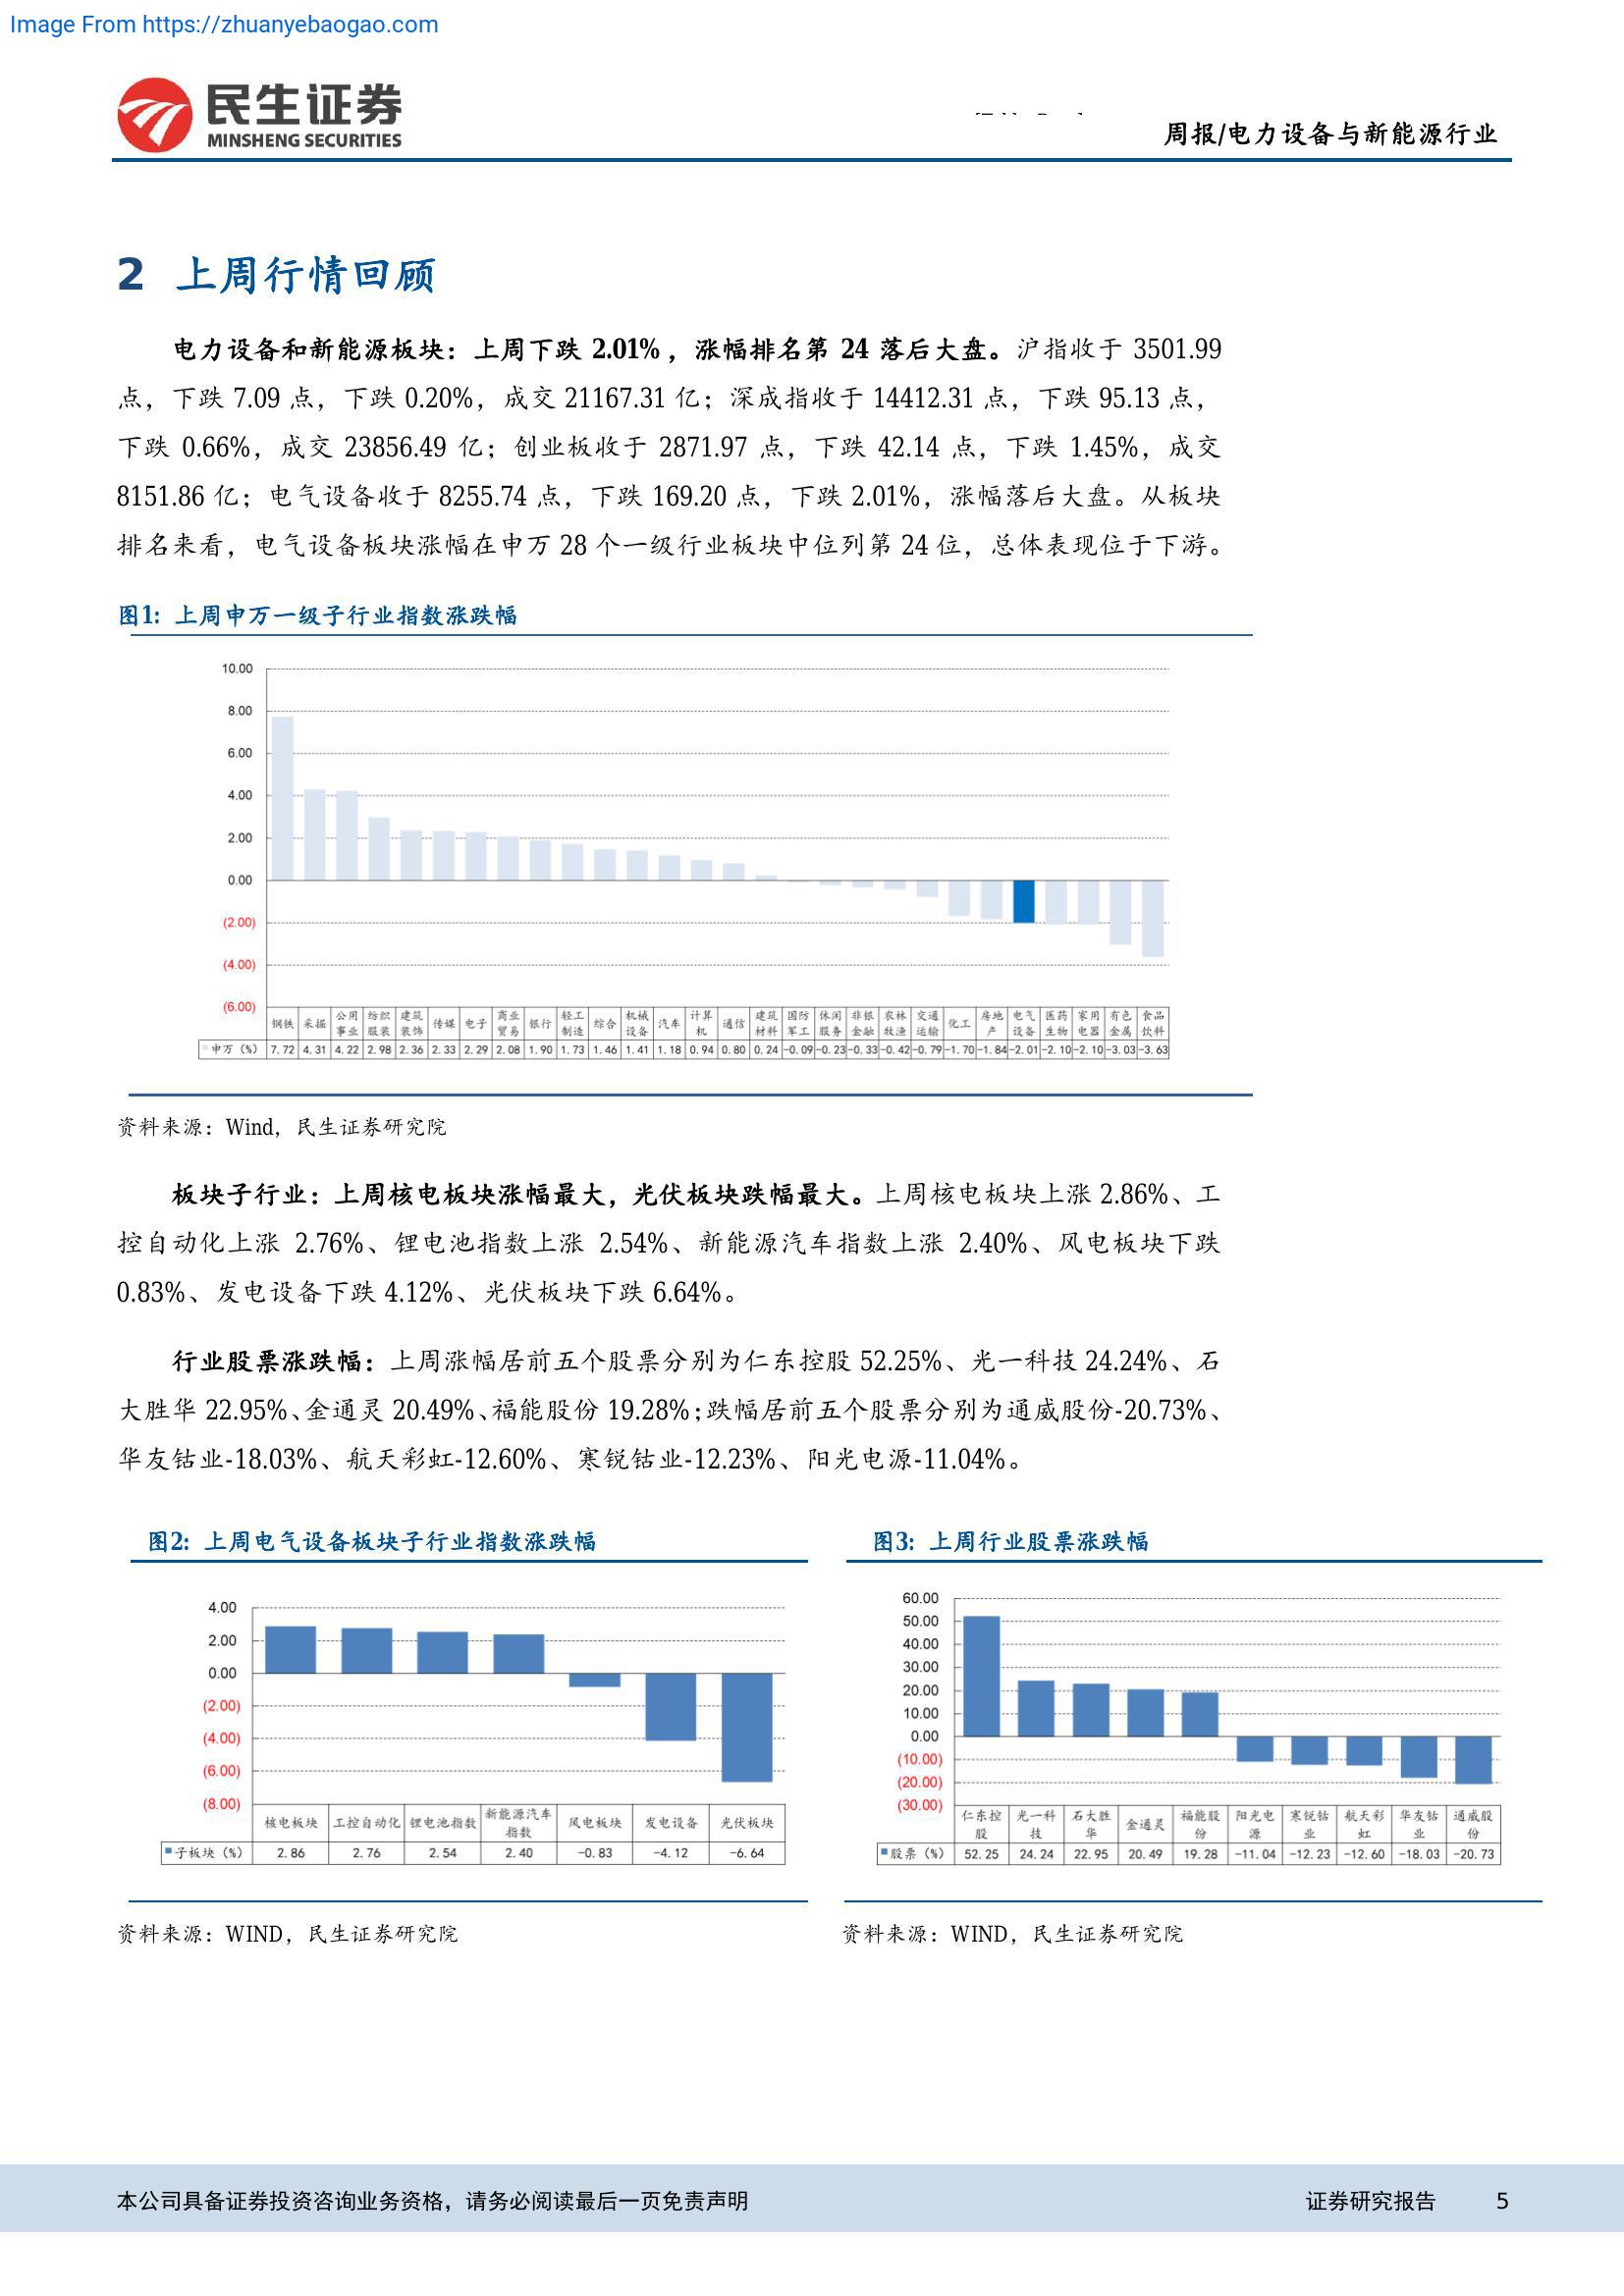 Image From https://zhuanyebaogao.com
民生证券
MINSHENG SECURITIES
周报/电力设备与新能源行业
2 上周行情回顾
电力设备和新能源板块：上周下跌 2.01%，涨幅排名第 24 落后大盘。沪指收于 3501.99
点，下跌 7.09 点，下跌 0.20%，成交 21167.31 亿；深成指收于 14412.31 点，下跌 95.13 点，
下跌 0.66%，成交 23856.49 亿；创业板收于 2871.97 点，下跌 42.14 点，下跌 1.45%，成交
8151.86 亿；电气设备收于 8255.74 点，下跌 169.20 点，下跌 2.01%，涨幅落后大盘。从板块
排名来看，电气设备板块涨幅在申万 28 个一级行业板块中位列第 24 位，总体表现位于下游。
图1：上周申万一级子行业指数涨跌幅
10.00
8.00
6.00
4.00
2.00
0.00
(2.00)
(4.00)
(6.00)
钢铁 采掘 公用事业 纺织服装 建筑装饰 传媒 电子 商业贸易 银行 轻工制造 综合 机械设备 汽车 计算机 通信 建筑材料 国防军工 休闲服务 非银金融 农林牧渔 交通运输 化工 房地产 电气设备 医药生物 家用电器 有色金属 食品饮料
申万（%） 7.72 4.31 4.22 2.98 2.36 2.33 2.29 2.08 1.90 1.73 1.46 1.41 1.18 0.94 0.80 0.24 -0.09 -0.23 -0.33 -0.42 -0.79 -1.70 -1.84 -2.01 -2.10 -2.10 -3.03 -3.63
资料来源：Wind，民生证券研究院
板块子行业：上周核电板块涨幅最大，光伏板块跌幅最大。上周核电板块上涨 2.86%、工
控自动化上涨 2.76%、锂电池指数上涨 2.54%、新能源汽车指数上涨 2.40%、风电板块下跌
0.83%、发电设备下跌 4.12%、光伏板块下跌 6.64%。
行业股票涨跌幅：上周涨幅居前五个股票分别为仁东控股 52.25%、光一科技 24.24%、石
大胜华 22.95%、金通灵 20.49%、福能股份 19.28%；跌幅居前五个股票分别为通威股份-20.73%、
华友钴业-18.03%、航天彩虹-12.60%、寒锐钴业-12.23%、阳光电源-11.04%。
图2：上周电气设备板块子行业指数涨跌幅
4.00
2.00
0.00
(2.00)
(4.00)
(6.00)
(8.00)
核电板块 工控自动化 锂电池指数 新能源汽车指数 风电板块 发电设备 光伏板块
子板块（%） 2.86 2.76 2.54 2.40 -0.83 -4.12 -6.64
资料来源：WIND，民生证券研究院
图3：上周行业股票涨跌幅
60.00
50.00
40.00
30.00
20.00
10.00
0.00
(10.00)
(20.00)
(30.00)
仁东控股 光一科技 石大胜华 金通灵 福能股份 阳光电源 寒锐钴业 航天彩虹 华友钴业 通威股份
股票（%） 52.25 24.24 22.95 20.49 19.28 -11.04 -12.23 -12.60 -18.03 -20.73
资料来源：WIND，民生证券研究院
本公司具备证券投资咨询业务资格，请务必阅读最后一页免责声明
证券研究报告 5